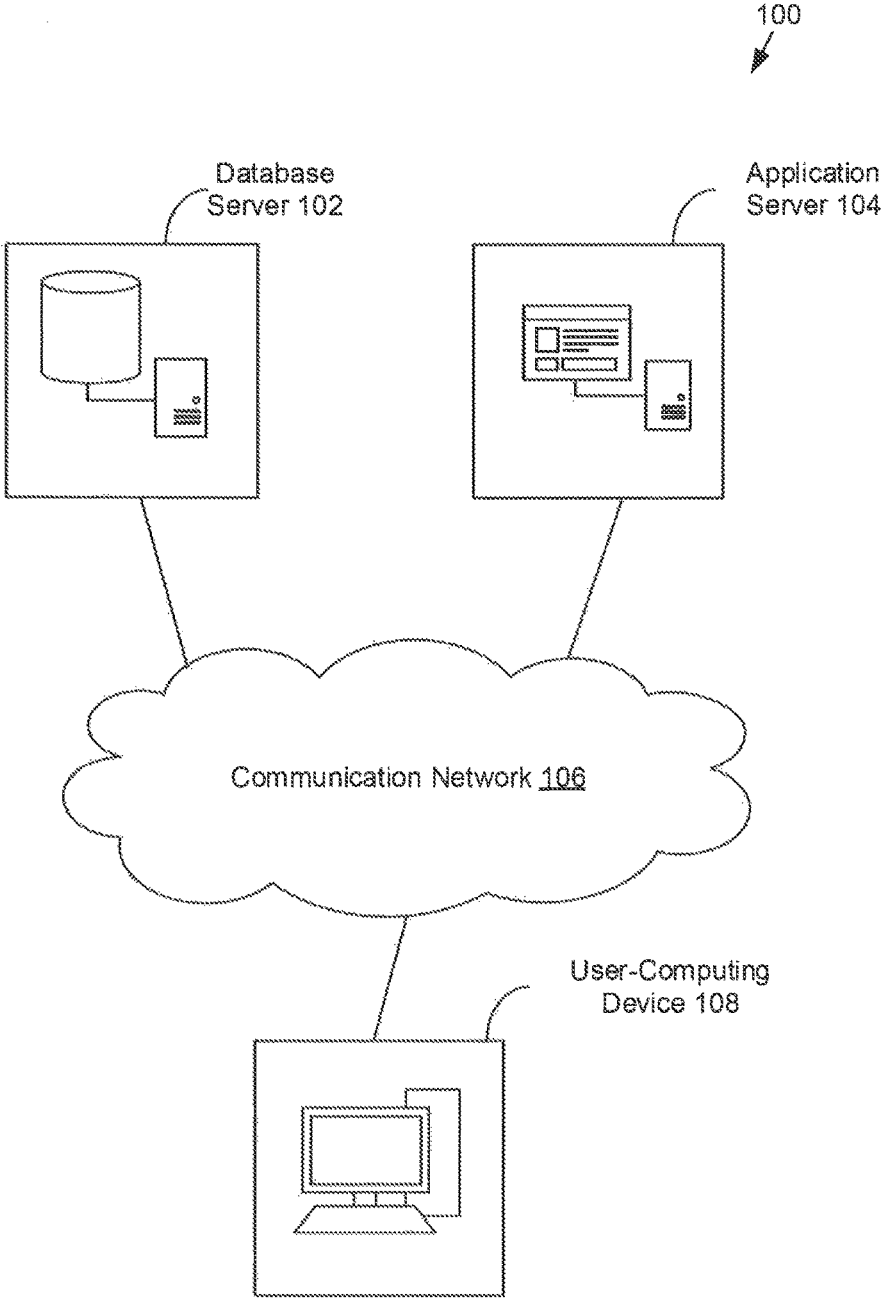 100
Database
Server 102
Application
Server 104
Communication Network 106
User-Computing
Device 108